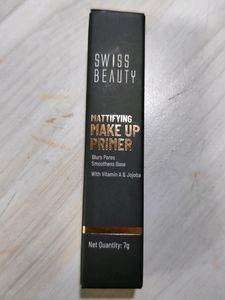 SWISS
BEAUTY
MATTIFYING
MAKE UP
PRIMER
Blurs Pores
Smoothens Base
With Vitamin A & Jojoba
Net Quantity: 7g